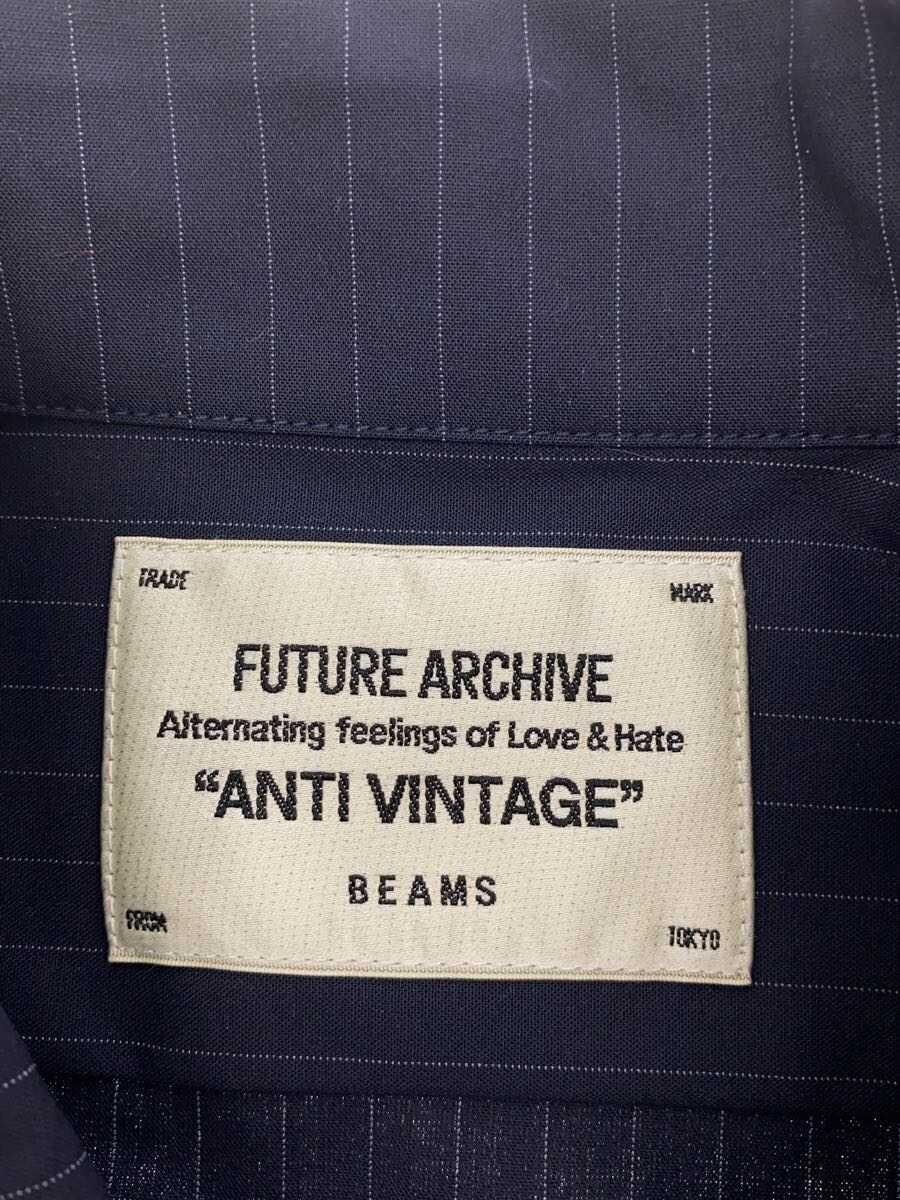 TRADE MARK
FUTURE ARCHIVE
Alternating feelings of Love & Hate
“ANTI VINTAGE”
BEAMS
FROM TOKYO